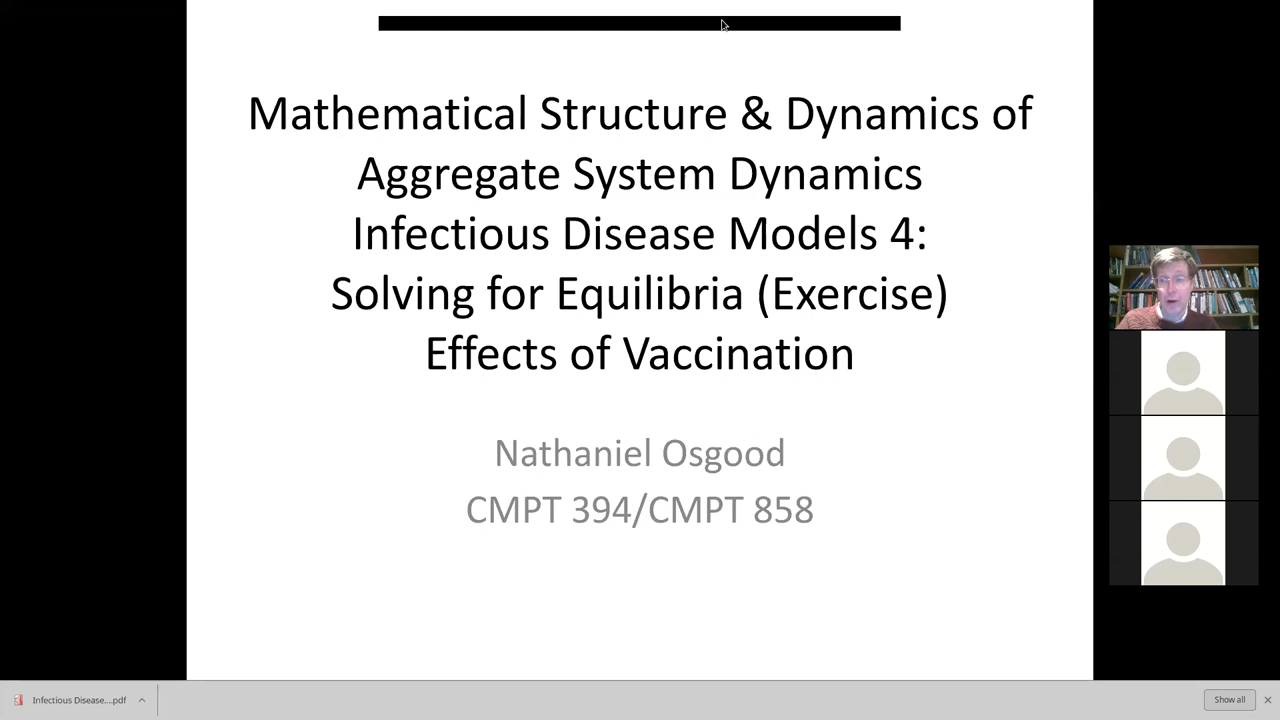 Mathematical Structure & Dynamics of
Aggregate System Dynamics
Infectious Disease Models 4:
Solving for Equilibria (Exercise)
Effects of Vaccination
Nathaniel Osgood
CMPT 394/CMPT 858
Infectious Disease....pdf
Show all